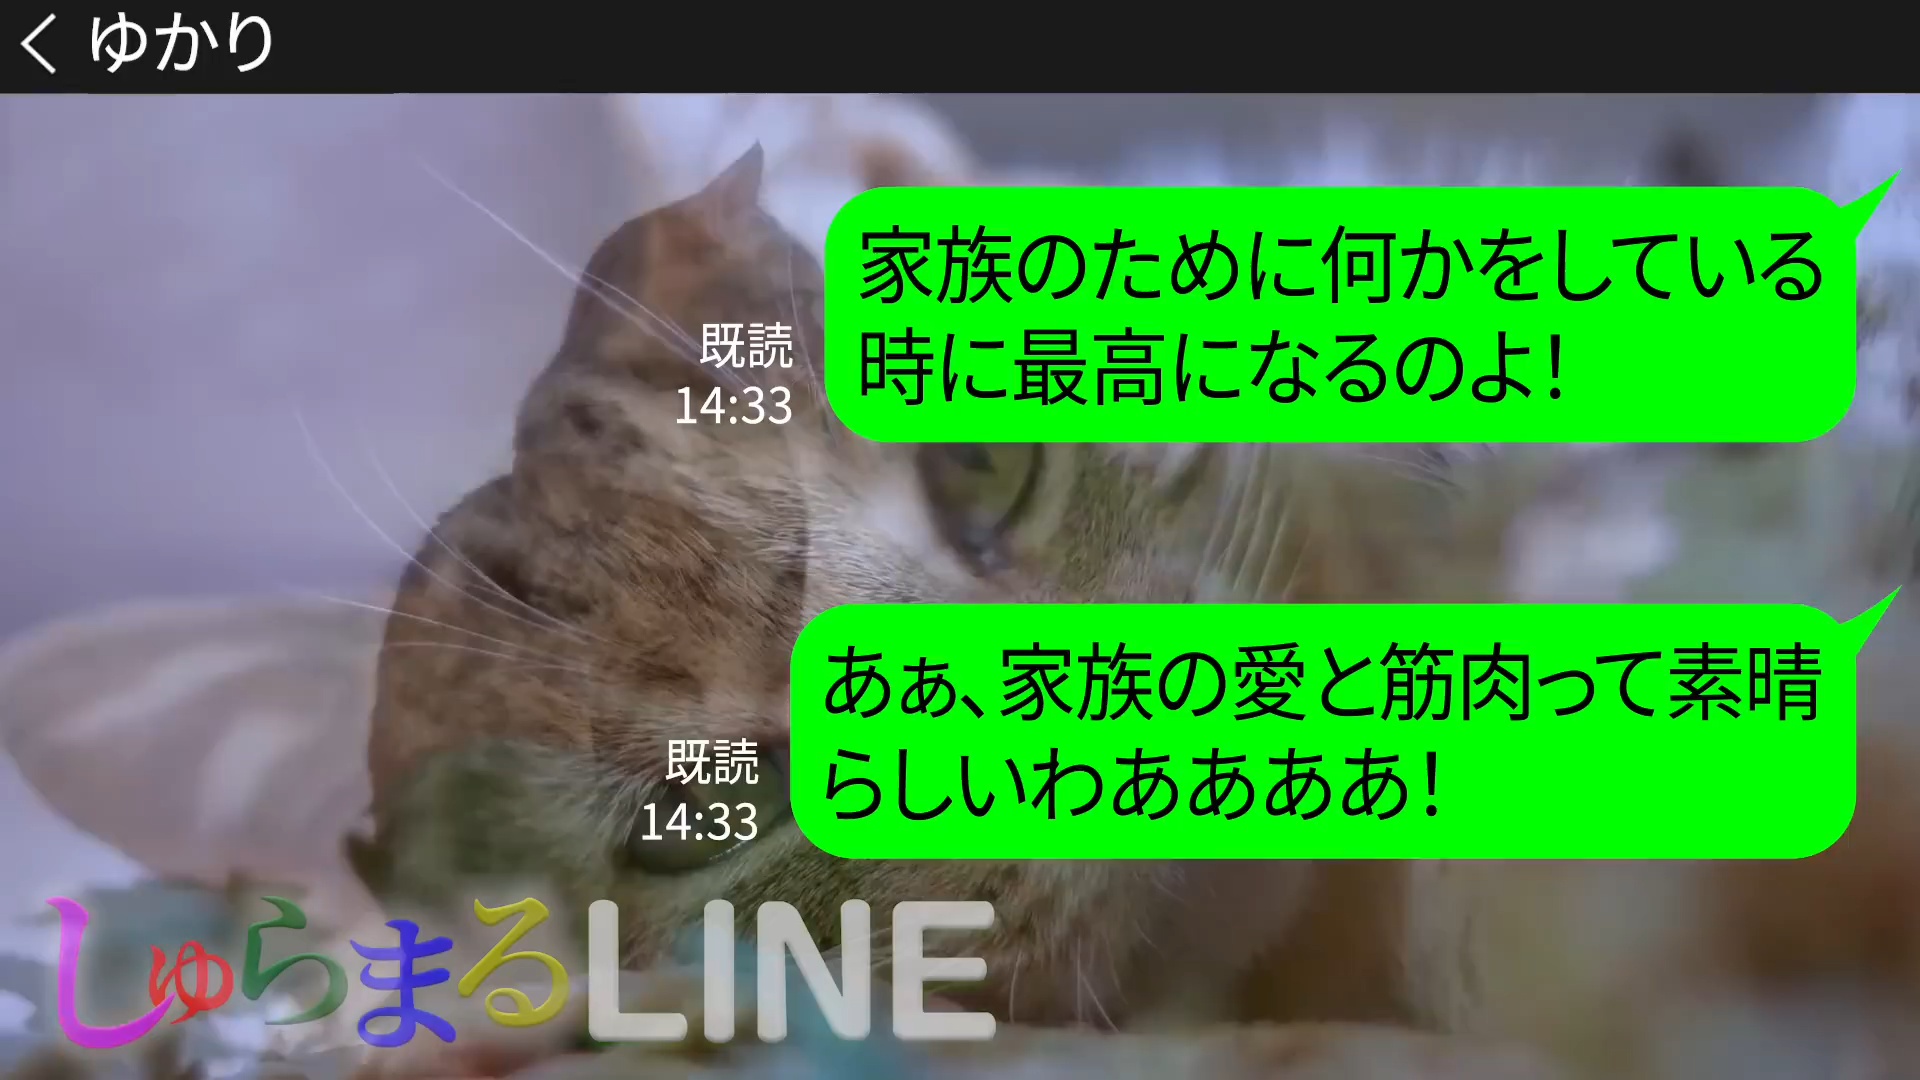 ゆかり
家族のために何かをしている
時に最高になるのよ!
既読
14:33
あぁ、家族の愛と筋肉って素晴
らしいわああああ!
既読
14:33
しゅらまるLINE